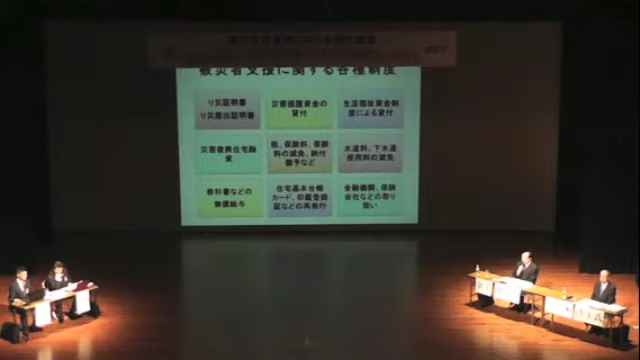 被災者支援に関する各種制度
り災証明書
り災届出証明書
災害援護資金の
貸付
生活福祉資金制
度による貸付
災害復興住宅融
資
税、保険料、保険
料の減免、納付
猶予など
水道料、下水道
使用料の減免
教科書などの
無償給与
住宅基本台帳
カード、印鑑登録
証などの再発行
金融機関、保険
会社などの取り
扱い